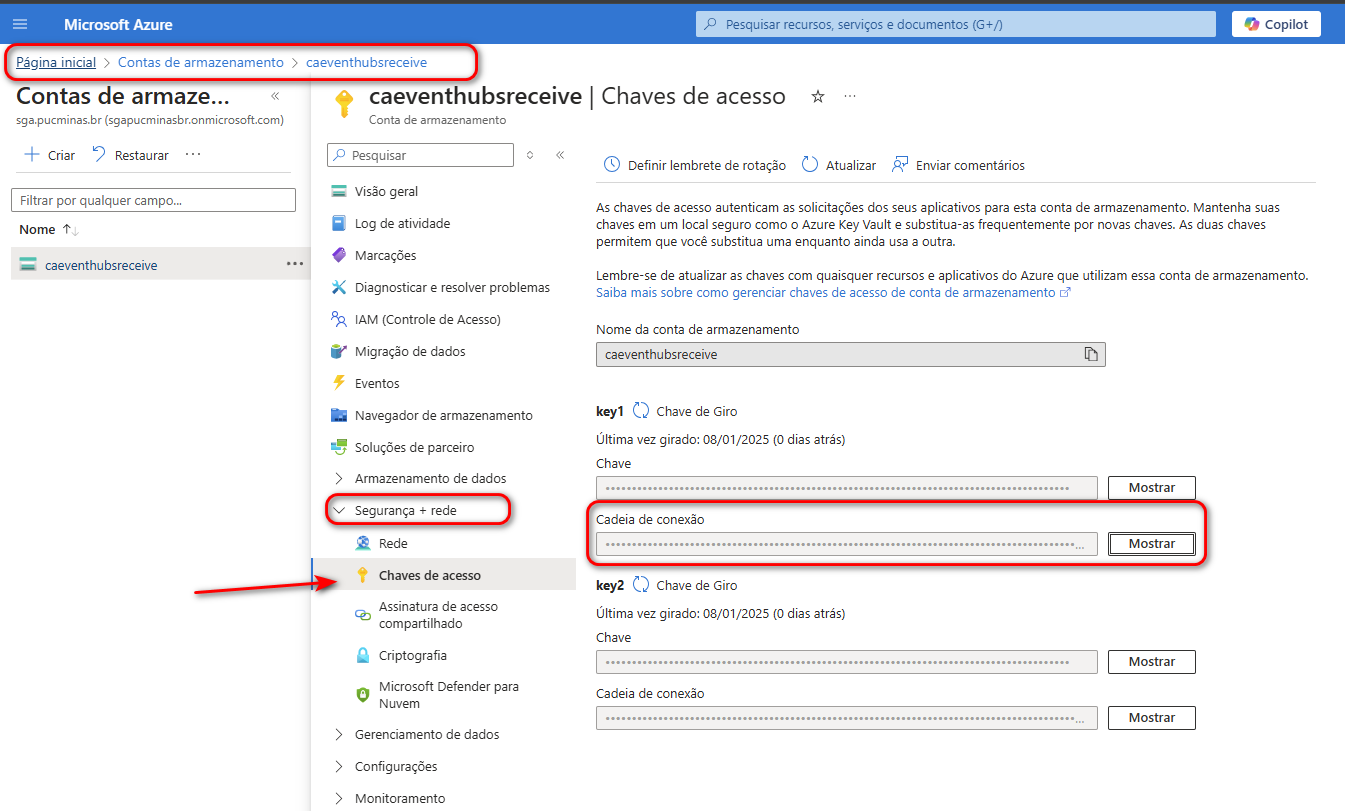 Microsoft Azure
Pesquisar recursos, serviços e documentos (G+/)
Copilot
Página inicial > Contas de armazenamento > caeventhubsreceive
Contas de armaze...
sga.pucminas.br (sgapucminasbr.onmicrosoft.com)
Criar
Restaurar
Filtrar por qualquer campo...
Nome
caeventhubsreceive
caeventhubsreceive | Chaves de acesso
Conta de armazenamento
Pesquisar
Visão geral
Log de atividade
Marcações
Diagnosticar e resolver problemas
IAM (Controle de Acesso)
Migração de dados
Eventos
Navegador de armazenamento
Soluções de parceiro
Armazenamento de dados
Segurança + rede
Rede
Chaves de acesso
Assinatura de acesso
compartilhado
Criptografia
Microsoft Defender para
Nuvem
Gerenciamento de dados
Configurações
Monitoramento
Definir lembrete de rotação
Atualizar
Enviar comentários
As chaves de acesso autenticam as solicitações dos seus aplicativos para esta conta de armazenamento. Mantenha suas
chaves em um local seguro como o Azure Key Vault e substitua-as frequentemente por novas chaves. As duas chaves
permitem que você substitua uma enquanto ainda usa a outra.
Lembre-se de atualizar as chaves com quaisquer recursos e aplicativos do Azure que utilizam essa conta de armazenamento.
Saiba mais sobre como gerenciar chaves de acesso de conta de armazenamento
Nome da conta de armazenamento
caeventhubsreceive
key1
Chave de Giro
Última vez girado: 08/01/2025 (0 dias atrás)
Chave
Mostrar
Cadeia de conexão
Mostrar
key2
Chave de Giro
Última vez girado: 08/01/2025 (0 dias atrás)
Chave
Mostrar
Cadeia de conexão
Mostrar